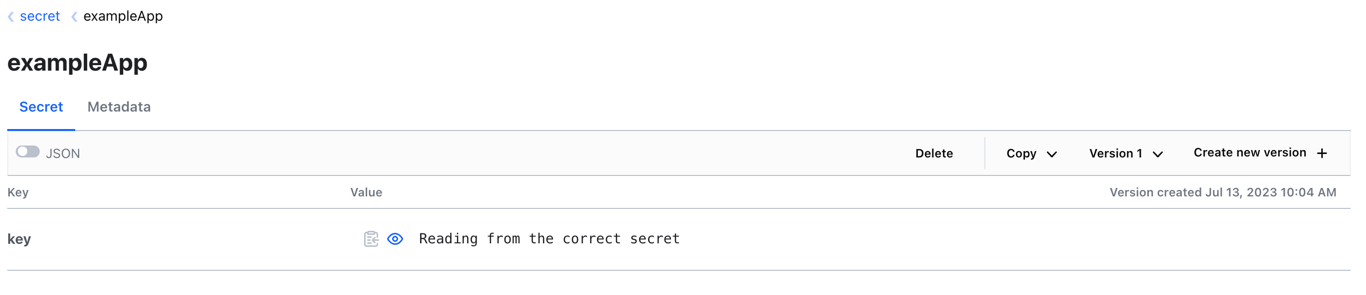 secret exampleApp
exampleApp
Secret Metadata
JSON Delete Copy Version 1 Create new version +
Key Value Version created Jul 13, 2023 10:04 AM
key Reading from the correct secret